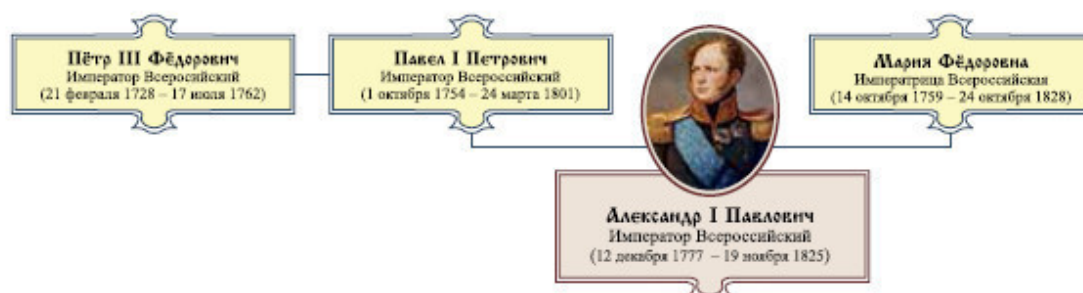 Пётр III Фёдорович
Император Всеросийский
(21 февраля 1728 – 17 июля 1762)
Павел I Петрович
Император Всероссийский
(1 октября 1754 – 24 марта 1801)
Мария Фёдоровна
Императрица Всероссийская
(14 октября 1759 – 24 октября 1828)
Александр I Павлович
Император Всероссийский
(12 декабря 1777 – 19 ноября 1825)